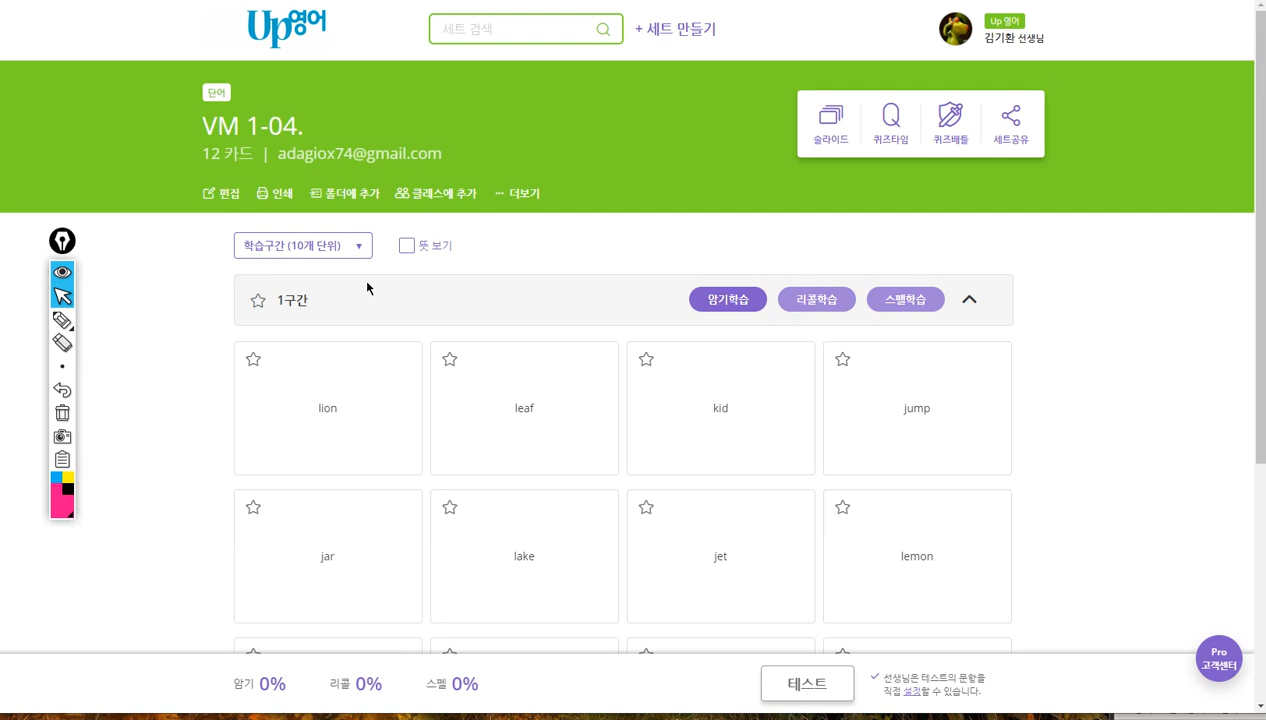 Up영어
세트 검색
+ 세트 만들기
Up 영어
김기환 선생님
단어
VM 1-04.
12 카드 | adagiox74@gmail.com
슬라이드
퀴즈타임
퀴즈배틀
세트공유
편집
인쇄
폴더에 추가
클래스에 추가
··· 더보기
학습구간 (10개 단위) ▼
뜻 보기
1구간
암기학습
리콜학습
스펠학습
lion
leaf
kid
jump
jar
lake
jet
lemon
암기 0%
리콜 0%
스펠 0%
테스트
선생님은 테스트의 문항을
직접 설정할 수 있습니다.
Pro
고객센터